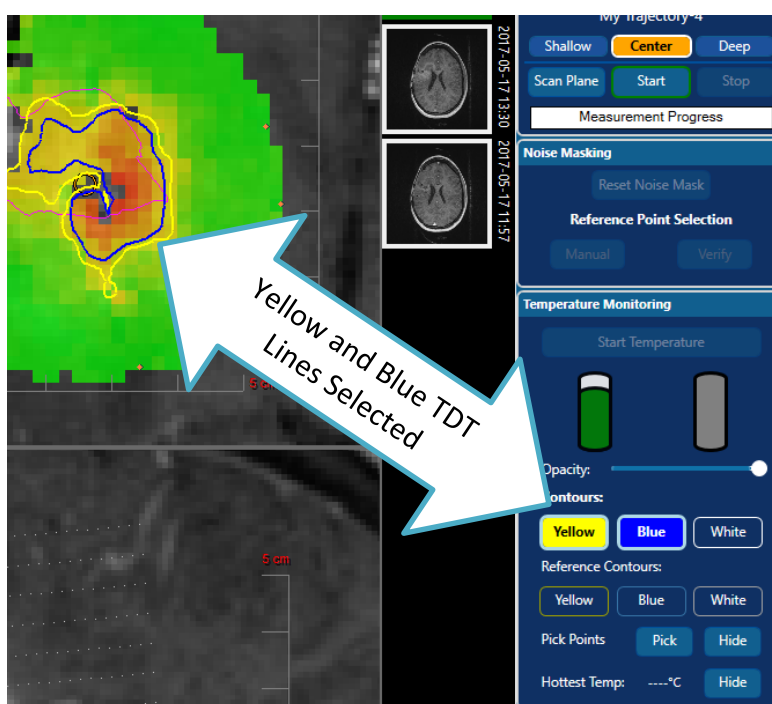 My Trajectory-4
Shallow Center Deep
Scan Plane Start Stop
Measurement Progress
Noise Masking
Reset Noise Mask
Reference Point Selection
Manual Verify
Temperature Monitoring
Start Temperature
Opacity:
Contours:
Yellow Blue White
Reference Contours:
Yellow Blue White
Pick Points Pick Hide
Hottest Temp: ----°C Hide
2017-05-17 13:30
2017-05-17 11:57
Yellow and Blue TDT
Lines Selected
5 cm
5 cm